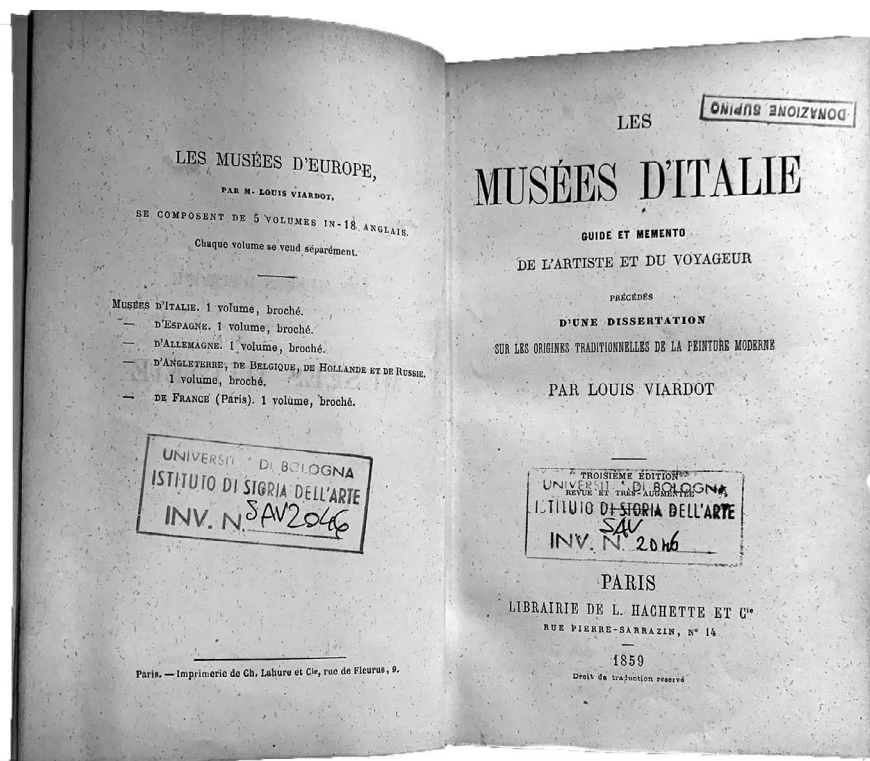 LES MUSÉES D'EUROPE,
PAR M. LOUIS VIARDOT,
SE COMPOSENT DE 5 VOLUMES IN-18 ANGLAIS.
Chaque volume se vend séparément.
MUSÉES D'ITALIE. 1 volume, broché.
— D'ESPAGNE. 1 volume, broché.
— D'ALLEMAGNE. 1 volume, broché.
— D'ANGLETERRE, DE BELGIQUE, DE HOLLANDE ET DE RUSSIE.
1 volume, broché.
— DE FRANCE (Paris). 1 volume, broché.
UNIVERSIT DI BOLOGNA
ISTITUTO DI STORIA DELL'ARTE
INV. N. SAV2046
Paris. — Imprimerie de Ch. Lahure et Cie, rue de Fleurus, 9.
DONAZIONE SUPINO
LES
MUSÉES D'ITALIE
GUIDE ET MEMENTO
DE L'ARTISTE ET DU VOYAGEUR
PRÉCÉDÉS
D'UNE DISSERTATION
SUR LES ORIGINES TRADITIONNELLES DE LA PEINTURE MODERNE
PAR LOUIS VIARDOT
TROISIÈME ÉDITION
UNIVERSIT DI BOLOGNA
REVUE ET TRÈS-AUGMENTÉE
ISTITUTO DI STORIA DELL'ARTE
SAV
INV. N. 2046
PARIS
LIBRAIRIE DE L. HACHETTE ET Cie
RUE PIERRE-SARRAZIN, N° 14
1859
Droit de traduction réservé